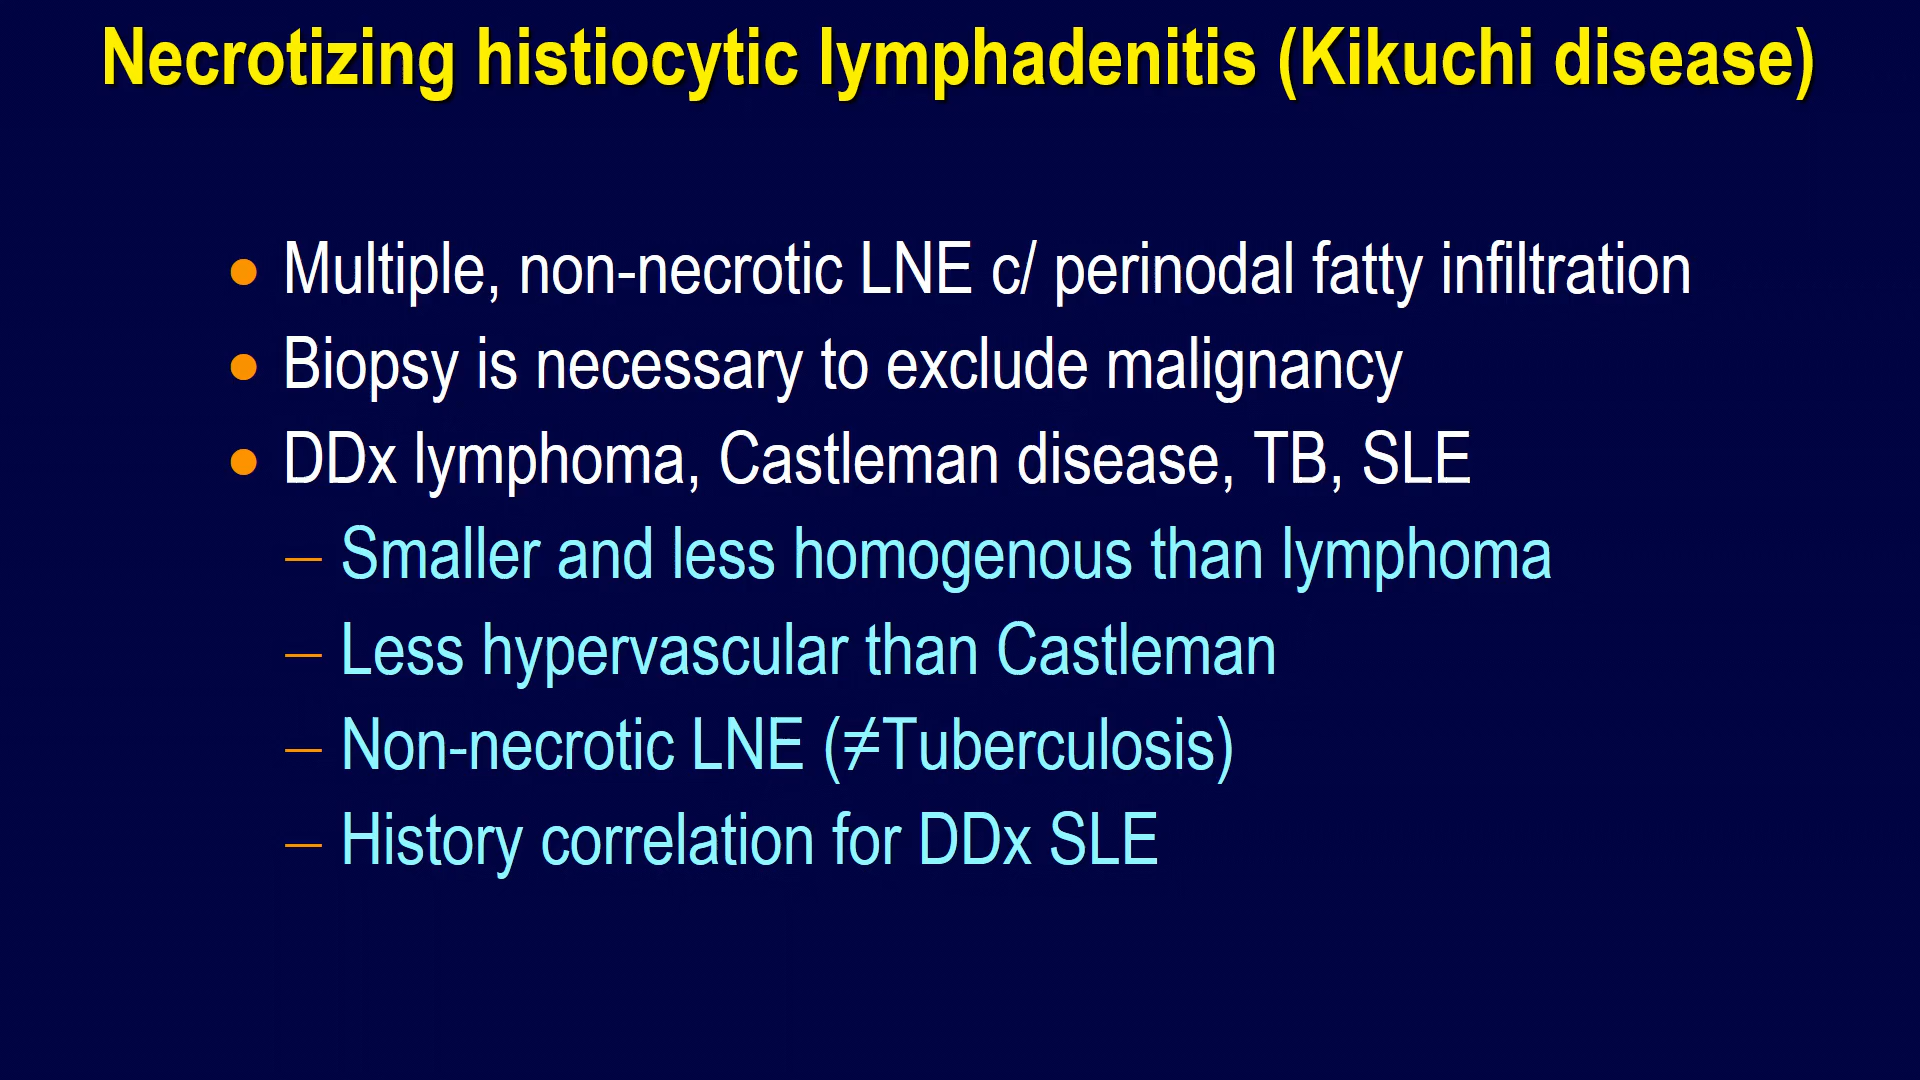 Necrotizing histiocytic lymphadenitis (Kikuchi disease)
● Multiple, non-necrotic LNE c/ perinodal fatty infiltration
● Biopsy is necessary to exclude malignancy
● DDx lymphoma, Castleman disease, TB, SLE
– Smaller and less homogenous than lymphoma
– Less hypervascular than Castleman
– Non-necrotic LNE (≠Tuberculosis)
– History correlation for DDx SLE